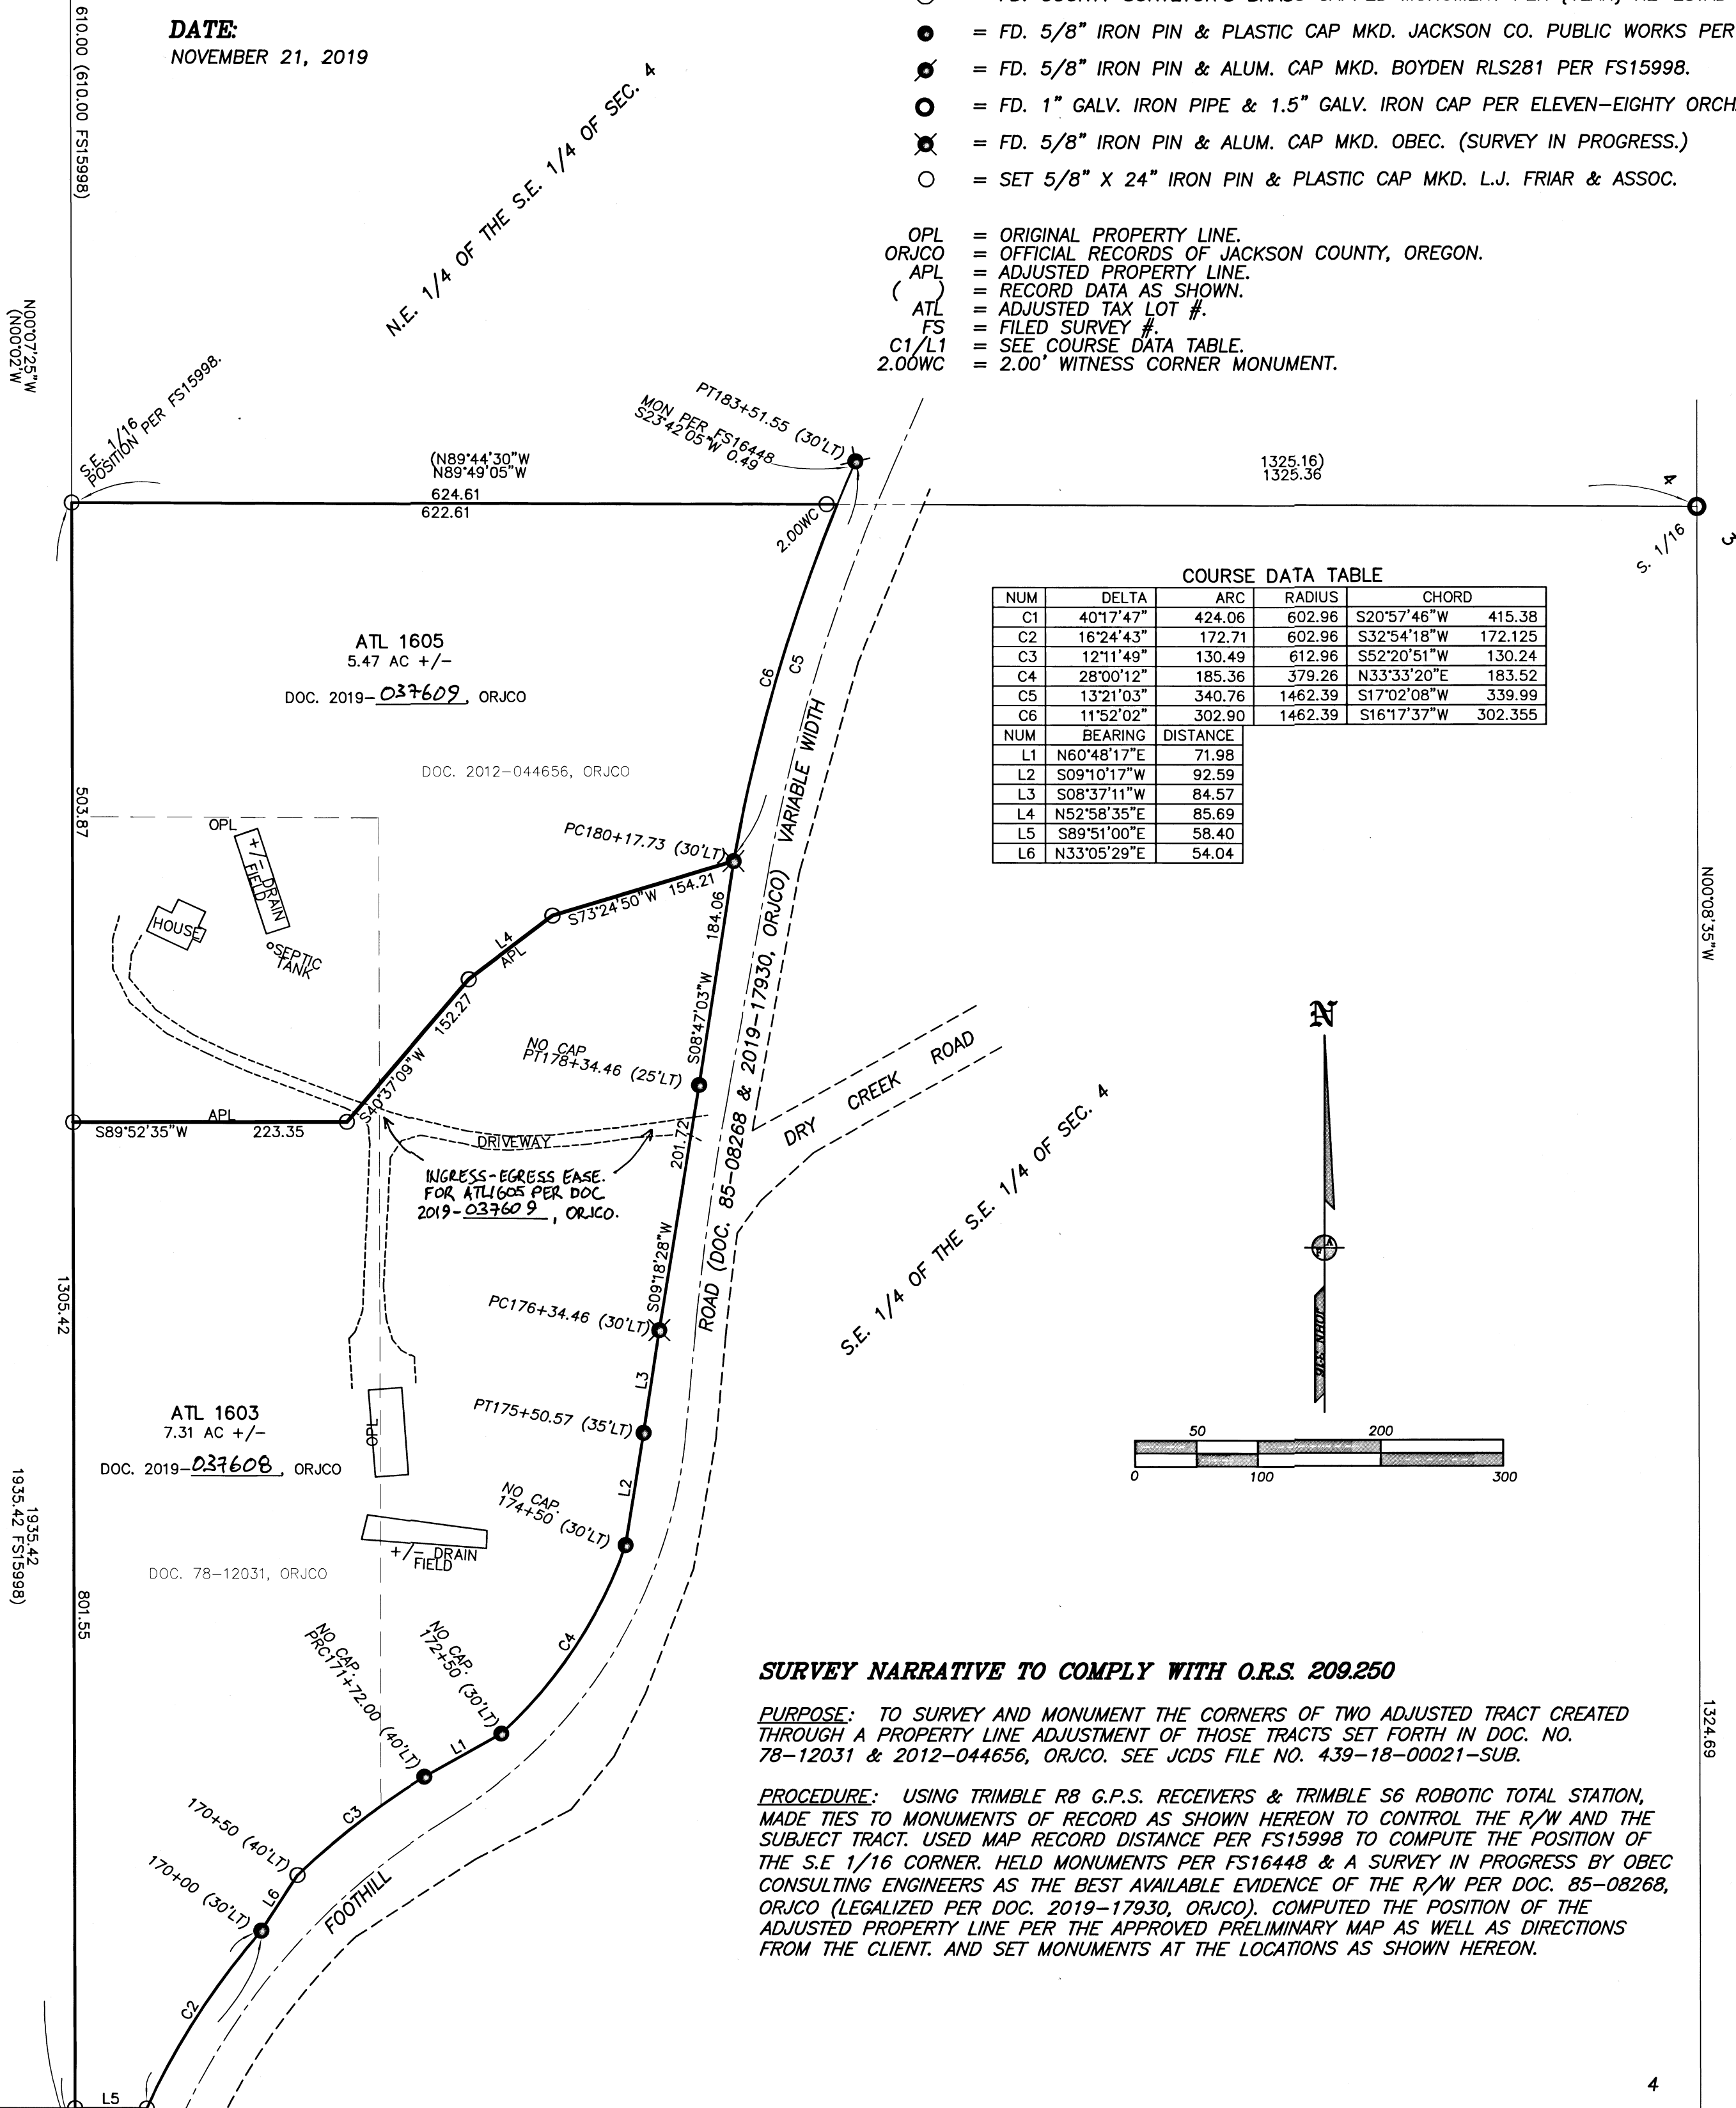 DATE:
NOVEMBER 21, 2019
= FD. 5/8" IRON PIN & PLASTIC CAP MKD. JACKSON CO. PUBLIC WORKS PER
= FD. 5/8" IRON PIN & ALUM. CAP MKD. BOYDEN RLS281 PER FS15998.
= FD. 1" GALV. IRON PIPE & 1.5" GALV. IRON CAP PER ELEVEN-EIGHTY
= FD. 5/8" IRON PIN & ALUM. CAP MKD. OBEC. (SURVEY IN PROGRESS.)
= SET 5/8" X 24" IRON PIN & PLASTIC CAP MKD. L.J. FRIAR & ASSOC.
OPL = ORIGINAL PROPERTY LINE.
ORJCO = OFFICIAL RECORDS OF JACKSON COUNTY, OREGON.
APL = ADJUSTED PROPERTY LINE.
( ) = RECORD DATA AS SHOWN.
ATL = ADJUSTED TAX LOT #.
FS = FILED SURVEY #.
C1/L1 = SEE COURSE DATA TABLE.
2.00WC = 2.00' WITNESS CORNER MONUMENT.
610.00 (610.00 FS15998)
N.E. 1/4 OF THE S.E. 1/4 OF SEC. 4
N00°07'25"W
(N00°02'W
S.E. 1/16
POSITION PER FS15998.
PT183+51.55 (30'LT)
MON PER FS16448
S23°42'05"W 0.49
(N89°44'30"W
N89°49'05"W
624.61
622.61
1325.16)
1325.36
2.00WC
4
3
S. 1/16
COURSE DATA TABLE
NUM DELTA ARC RADIUS CHORD
C1 40°17'47" 424.06 602.96 S20°57'46"W 415.38
C2 16°24'43" 172.71 602.96 S32°54'18"W 172.125
C3 12°11'49" 130.49 612.96 S52°20'51"W 130.24
C4 28°00'12" 185.36 379.26 N33°33'20"E 183.52
C5 13°21'03" 340.76 1462.39 S17°02'08"W 339.99
C6 11°52'02" 302.90 1462.39 S16°17'37"W 302.355
NUM BEARING DISTANCE
L1 N60°48'17"E 71.98
L2 S09°10'17"W 92.59
L3 S08°37'11"W 84.57
L4 N52°58'35"E 85.69
L5 S89°51'00"E 58.40
L6 N33°05'29"E 54.04
ATL 1605
5.47 AC +/-
DOC. 2019-037609, ORJCO
DOC. 2012-044656, ORJCO
C6
C5
VARIABLE WIDTH
503.87
OPL
+/- DRAIN
FIELD
HOUSE
SEPTIC
TANK
PC180+17.73 (30'LT)
S73°24'50"W 154.21
L4
APL
152.27
S40°37'09"W
184.06
S08°47'03"W
NO CAP
PT178+34.46 (25'LT)
APL
S89°52'35"W 223.35
DRIVEWAY
201.72
S09°18'28"W
INGRESS-EGRESS EASE.
FOR ATL1605 PER DOC
2019-037609, ORJCO.
ROAD (DOC. 85-08268 & 2019-17930, ORJCO)
DRY CREEK ROAD
S.E. 1/4 OF THE S.E. 1/4 OF SEC. 4
N00°08'35"W
N
JOHN 3:16
50 200
0 100 300
1305.42
PC176+34.46 (30'LT)
L3
PT175+50.57 (35'LT)
L2
NO CAP.
174+50 (30'LT)
ATL 1603
7.31 AC +/-
DOC. 2019-037608, ORJCO
OPL
+/- DRAIN
FIELD
DOC. 78-12031, ORJCO
1935.42
1935.42 FS15998)
801.55
C4
NO CAP.
172+50 (30'LT)
NO CAP.
PRC171+72.00 (40'LT)
L1
C3
170+50 (40'LT)
L6
170+00 (30'LT)
FOOTHILL
C2
L5
1324.69
SURVEY NARRATIVE TO COMPLY WITH O.R.S. 209.250
PURPOSE: TO SURVEY AND MONUMENT THE CORNERS OF TWO ADJUSTED TRACT CREATED
THROUGH A PROPERTY LINE ADJUSTMENT OF THOSE TRACTS SET FORTH IN DOC. NO.
78-12031 & 2012-044656, ORJCO. SEE JCDS FILE NO. 439-18-00021-SUB.
PROCEDURE: USING TRIMBLE R8 G.P.S. RECEIVERS & TRIMBLE S6 ROBOTIC TOTAL STATION,
MADE TIES TO MONUMENTS OF RECORD AS SHOWN HEREON TO CONTROL THE R/W AND THE
SUBJECT TRACT. USED MAP RECORD DISTANCE PER FS15998 TO COMPUTE THE POSITION OF
THE S.E 1/16 CORNER. HELD MONUMENTS PER FS16448 & A SURVEY IN PROGRESS BY OBEC
CONSULTING ENGINEERS AS THE BEST AVAILABLE EVIDENCE OF THE R/W PER DOC. 85-08268,
ORJCO (LEGALIZED PER DOC. 2019-17930, ORJCO). COMPUTED THE POSITION OF THE
ADJUSTED PROPERTY LINE PER THE APPROVED PRELIMINARY MAP AS WELL AS DIRECTIONS
FROM THE CLIENT. AND SET MONUMENTS AT THE LOCATIONS AS SHOWN HEREON.
4